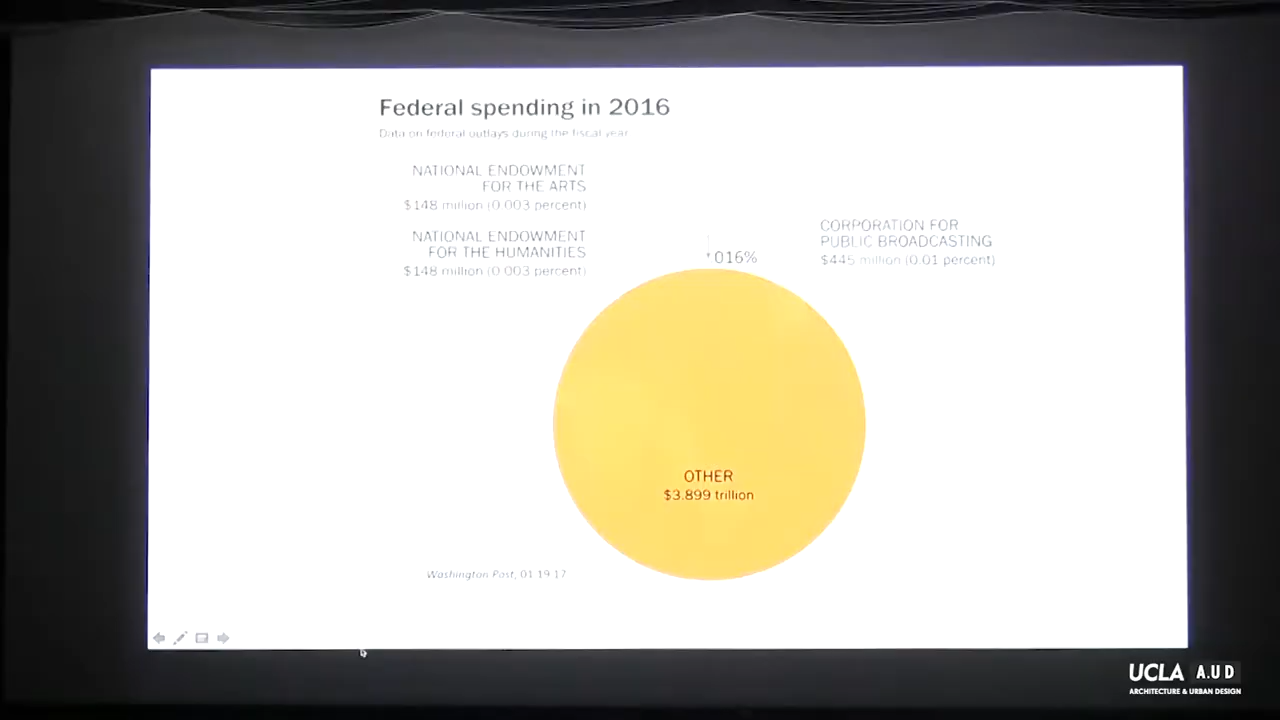 Federal spending in 2016
Data on federal outlays during the fiscal year
NATIONAL ENDOWMENT
FOR THE ARTS
$148 million (0.003 percent)
NATIONAL ENDOWMENT
FOR THE HUMANITIES
$148 million (0.003 percent)
CORPORATION FOR
PUBLIC BROADCASTING
$445 million (0.01 percent)
016%
OTHER
$3.899 trillion
Washington Post, 01 19 17
UCLA A.U D
ARCHITECTURE & URBAN DESIGN